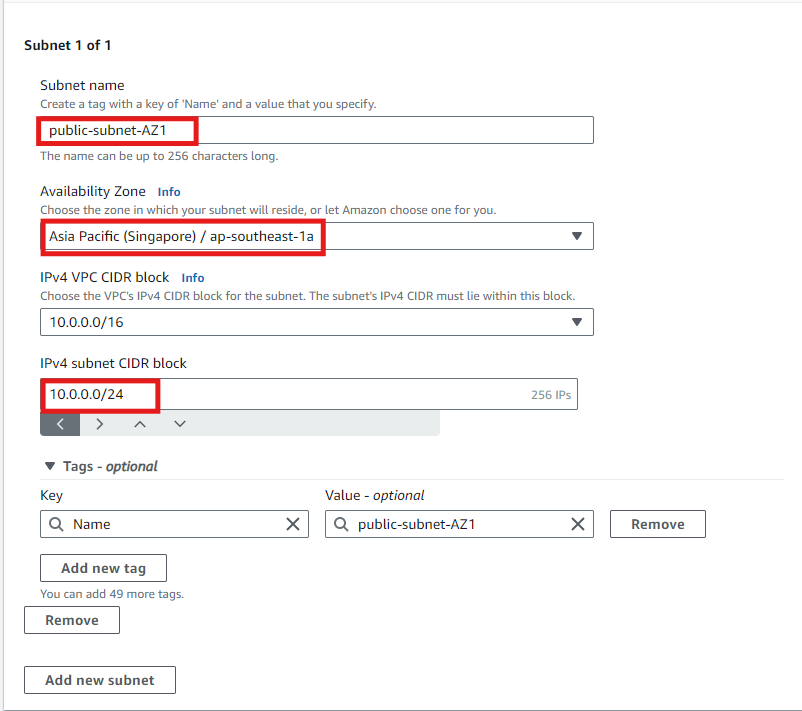 Subnet 1 of 1
Subnet name
Create a tag with a key of 'Name' and a value that you specify.
public-subnet-AZ1
The name can be up to 256 characters long.
Availability Zone Info
Choose the zone in which your subnet will reside, or let Amazon choose one for you.
Asia Pacific (Singapore) / ap-southeast-1a
IPv4 VPC CIDR block Info
Choose the VPC's IPv4 CIDR block for the subnet. The subnet's IPv4 CIDR must lie within this block.
10.0.0.0/16
IPv4 subnet CIDR block
10.0.0.0/24 256 IPs
Tags - optional
Key Value - optional
Name public-subnet-AZ1 Remove
Add new tag
You can add 49 more tags.
Remove
Add new subnet